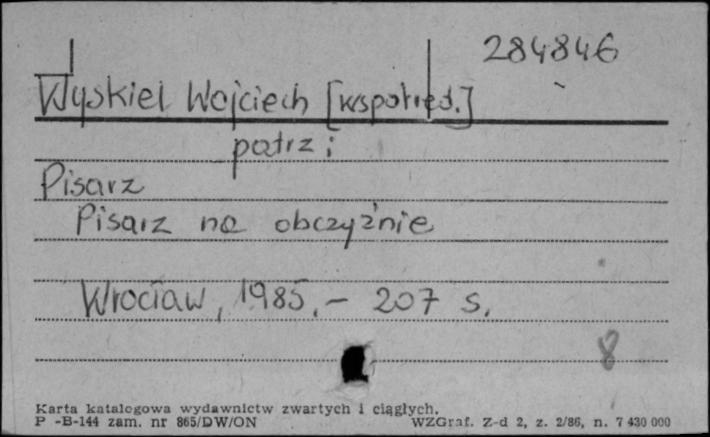 284846
Wyskiel Wojciech [współred.]
patrz:
Pisarz
Pisarz na obczyźnie
Wrocław, 1985.- 207 s.
8
Karta katalogowa wydawnictw zwartych i ciągłych.
P -B-144 zam. nr 865/DW/ON WZGraf. Z-d 2, z. 2/86, n. 7 430 000